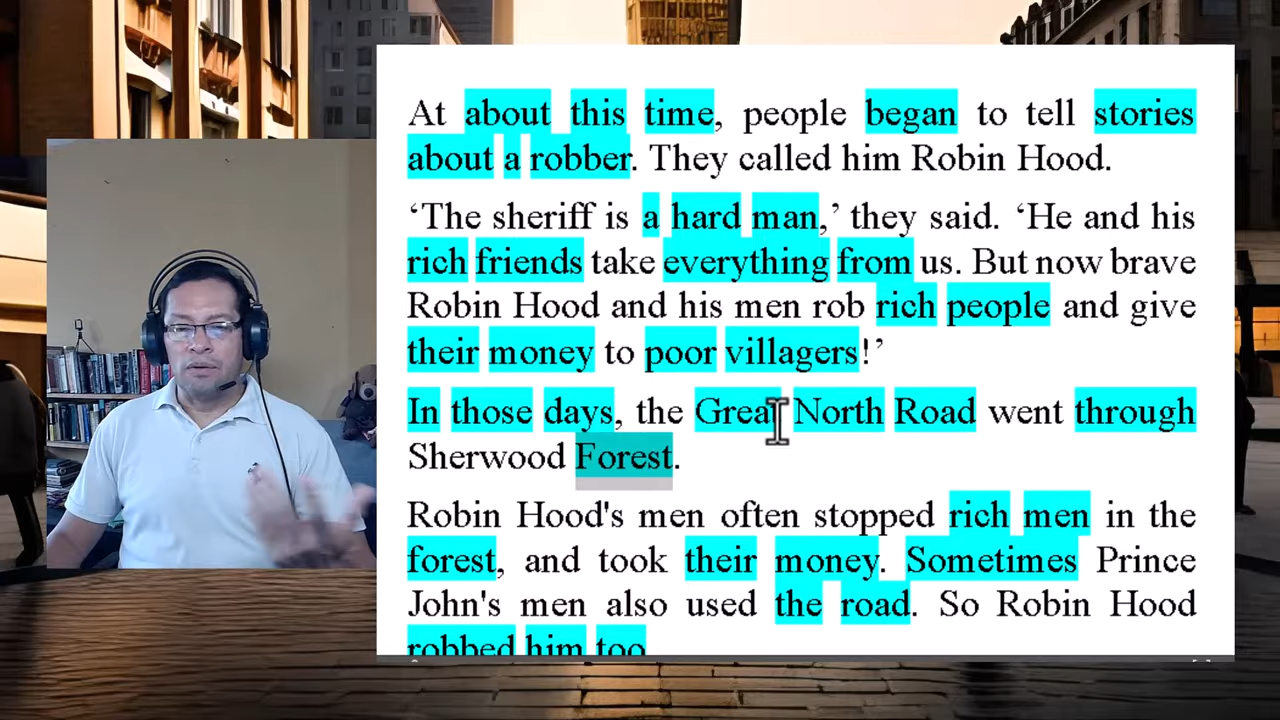 At about this time, people began to tell stories
about a robber. They called him Robin Hood.
‘The sheriff is a hard man,’ they said. ‘He and his
rich friends take everything from us. But now brave
Robin Hood and his men rob rich people and give
their money to poor villagers!’
In those days, the Great North Road went through
Sherwood Forest.
Robin Hood's men often stopped rich men in the
forest, and took their money. Sometimes Prince
John's men also used the road. So Robin Hood
robbed him too